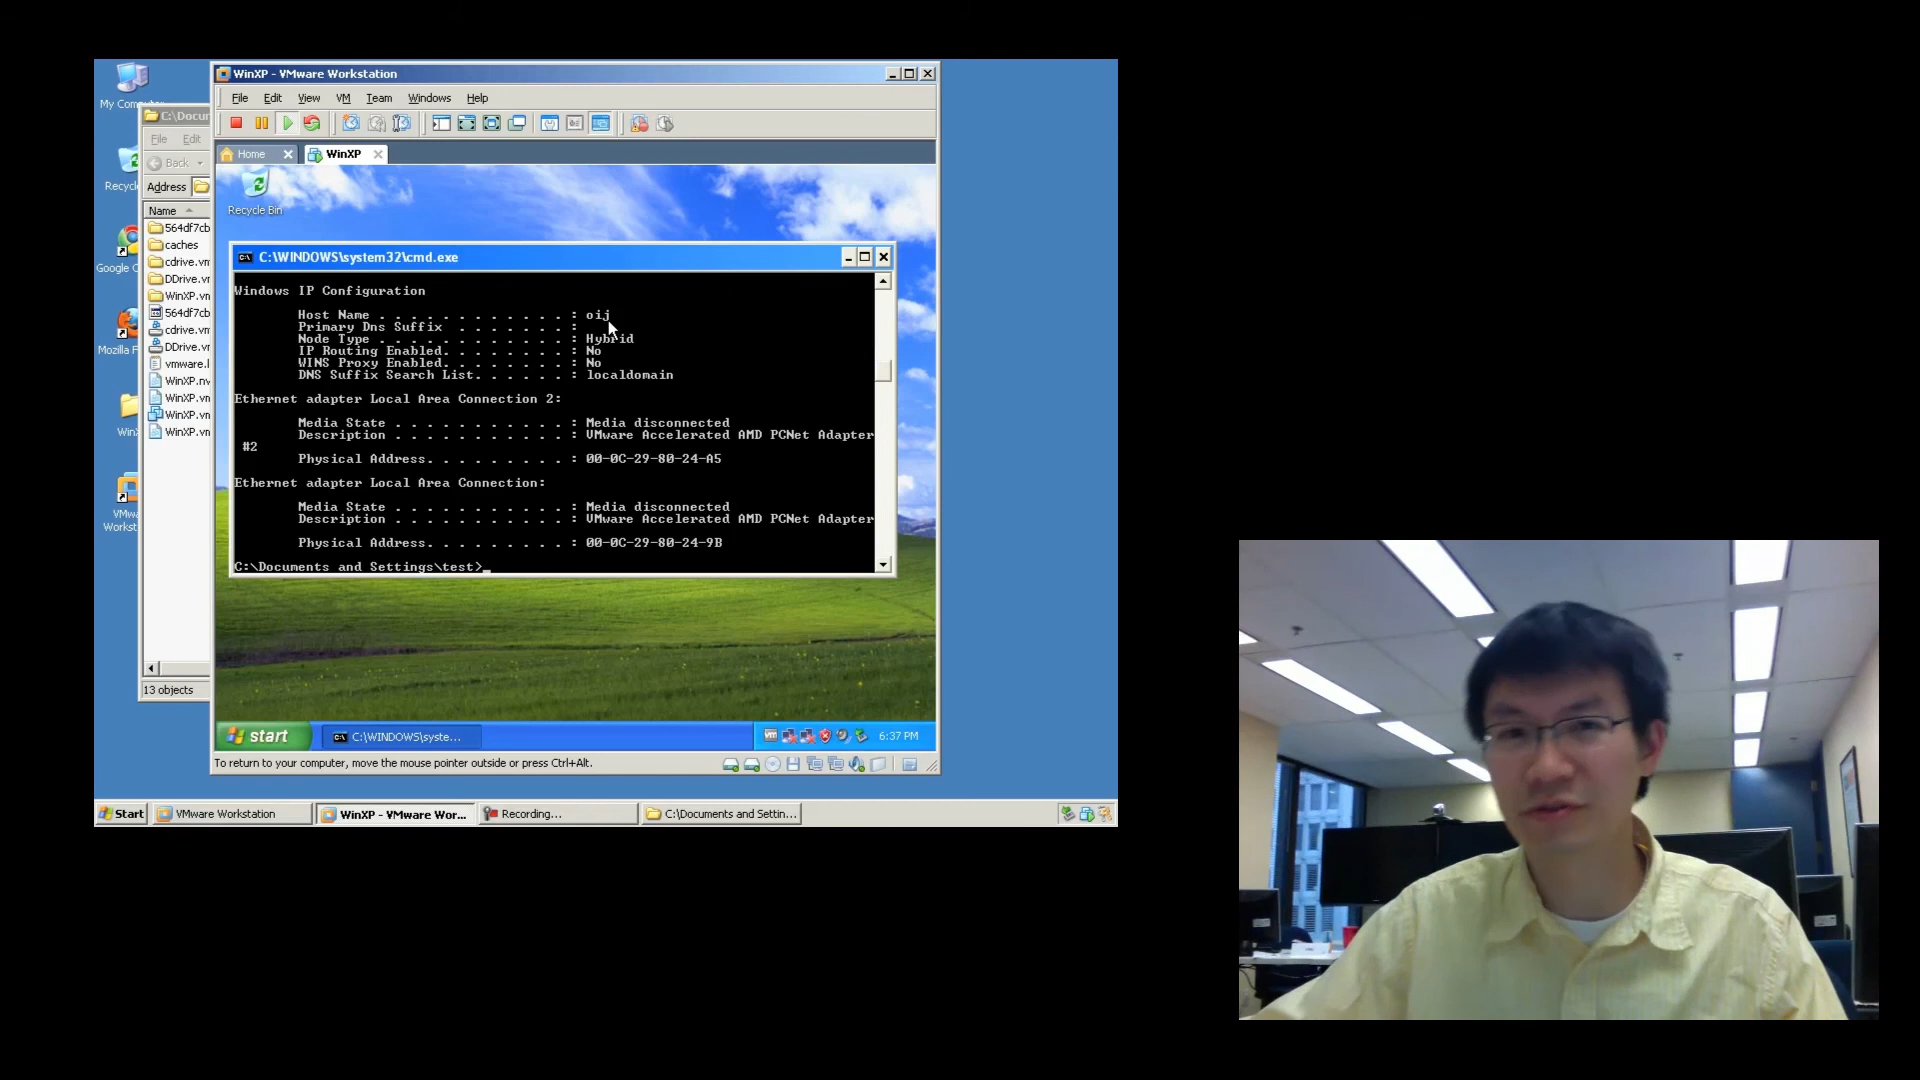 My Comp
WinXP - VMware Workstation
File Edit View VM Team Windows Help
C:\Docur
File Edit
Back
Home WinXP
Address
Recycle Bin
Name
564df7cb
caches
cdrive.vm
DDrive.vr
WinXP.vm
564df7cb
cdrive.vm
DDrive.vr
vmware.l
WinXP.nv
WinXP.vm
WinXP.vm
WinXP.vm
Recycl
Google C
Mozilla F
Win
VMwa
Workst
C:\WINDOWS\system32\cmd.exe
Windows IP Configuration
Host Name . . . . . . . . . . . . : oij
Primary Dns Suffix . . . . . . . :
Node Type . . . . . . . . . . . . : Hybrid
IP Routing Enabled. . . . . . . . : No
WINS Proxy Enabled. . . . . . . . : No
DNS Suffix Search List. . . . . . : localdomain
Ethernet adapter Local Area Connection 2:
Media State . . . . . . . . . . . : Media disconnected
Description . . . . . . . . . . . : VMware Accelerated AMD PCNet Adapter
#2
Physical Address. . . . . . . . . : 00-0C-29-80-24-A5
Ethernet adapter Local Area Connection:
Media State . . . . . . . . . . . : Media disconnected
Description . . . . . . . . . . . : VMware Accelerated AMD PCNet Adapter
Physical Address. . . . . . . . . : 00-0C-29-80-24-9B
C:\Documents and Settings\test>_
13 objects
start C:\WINDOWS\syste... 6:37 PM
To return to your computer, move the mouse pointer outside or press Ctrl+Alt.
Start VMware Workstation WinXP - VMware Wor... Recording... C:\Documents and Settin...